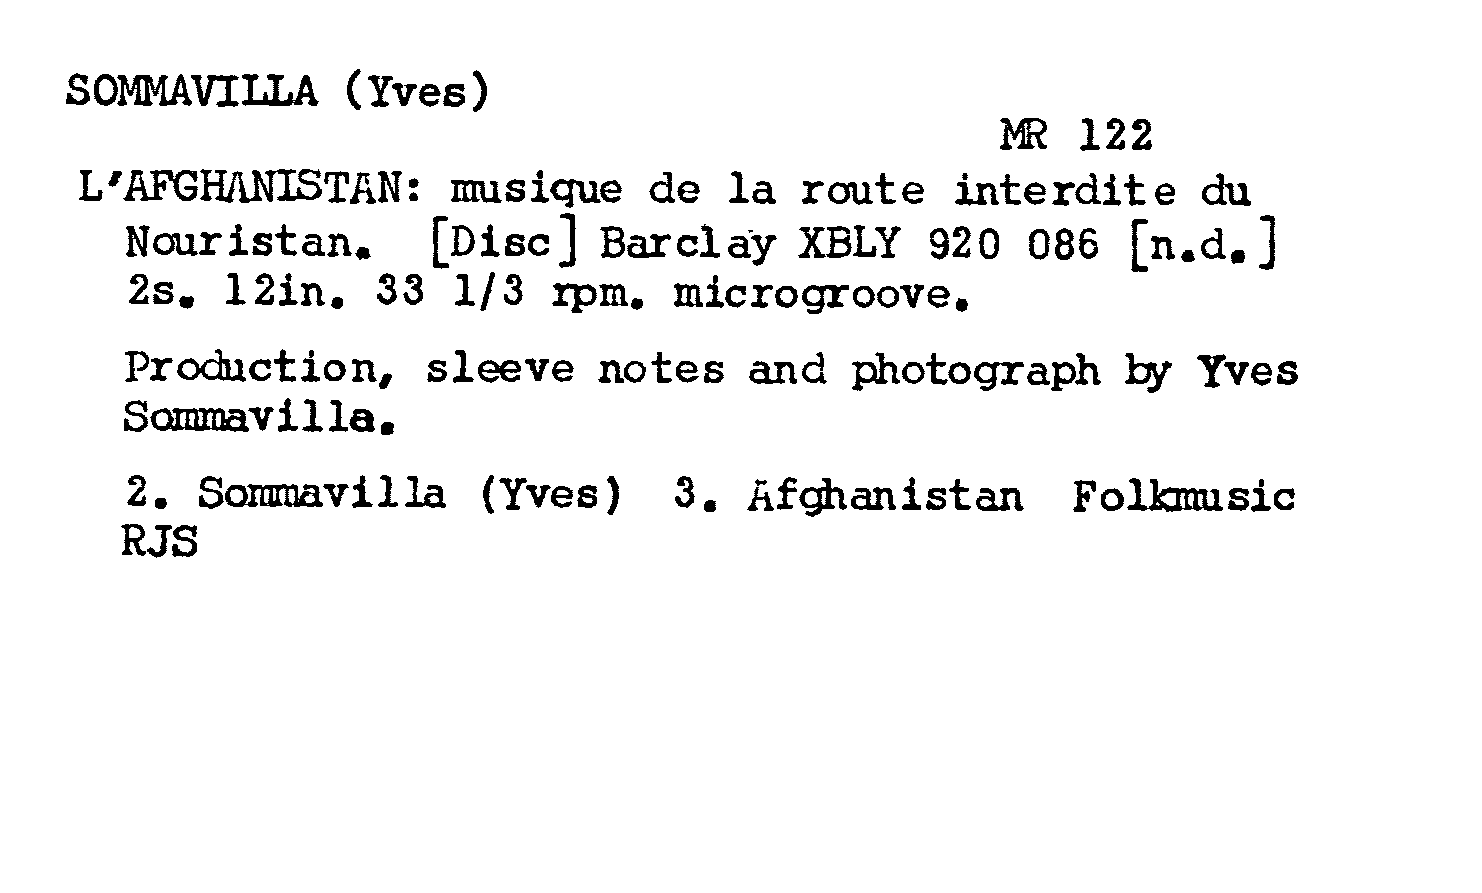 SOMMAVILLA (Yves)
MR 122
L'AFGHANISTAN: musique de la route interdite du
Nouristan. [Disc] Barclay XBLY 920 086 [n.d.]
2s. 12in. 33 1/3 rpm. microgroove.
Production, sleeve notes and photograph by Yves
Sommavilla.
2. Sommavilla (Yves) 3. Afghanistan Folkmusic
RJS